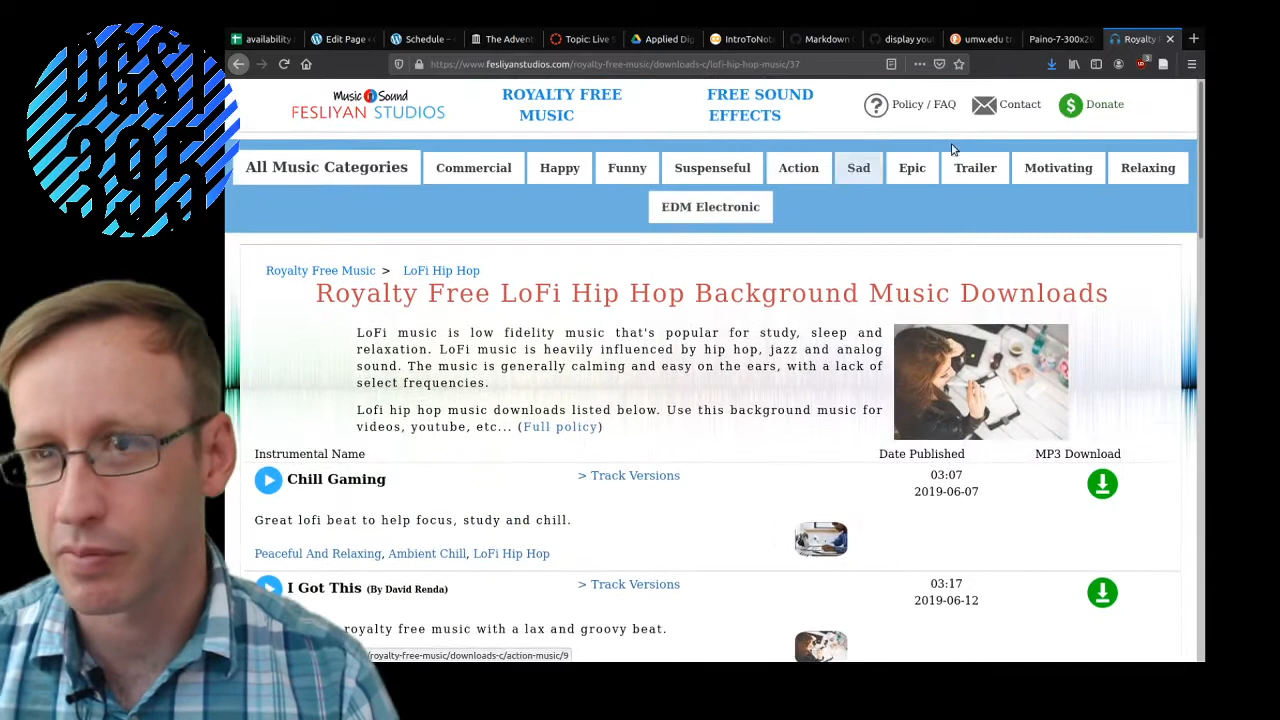 DGST
395
availability
Edit Page
Schedule –
The Adven
Topic: Live S
Applied Dig
IntroToNot
Markdown
display you
umw.edu tr
Paino-7-300x20
Royalty F
https://www.fesliyanstudios.com/royalty-free-music/downloads-c/lofi-hip-hop-music/37
Music Sound
FESLIYAN STUDIOS
ROYALTY FREE
MUSIC
FREE SOUND
EFFECTS
Policy / FAQ
Contact
Donate
All Music Categories
Commercial
Happy
Funny
Suspenseful
Action
Sad
Epic
Trailer
Motivating
Relaxing
EDM Electronic
Royalty Free Music > LoFi Hip Hop
Royalty Free LoFi Hip Hop Background Music Downloads
LoFi music is low fidelity music that's popular for study, sleep and
relaxation. LoFi music is heavily influenced by hip hop, jazz and analog
sound. The music is generally calming and easy on the ears, with a lack of
select frequencies.
Lofi hip hop music downloads listed below. Use this background music for
videos, youtube, etc... (Full policy)
Instrumental Name
Date Published
MP3 Download
Chill Gaming
> Track Versions
03:07
2019-06-07
Great lofi beat to help focus, study and chill.
Peaceful And Relaxing, Ambient Chill, LoFi Hip Hop
I Got This (By David Renda)
> Track Versions
03:17
2019-06-12
royalty free music with a lax and groovy beat.
/royalty-free-music/downloads-c/action-music/9